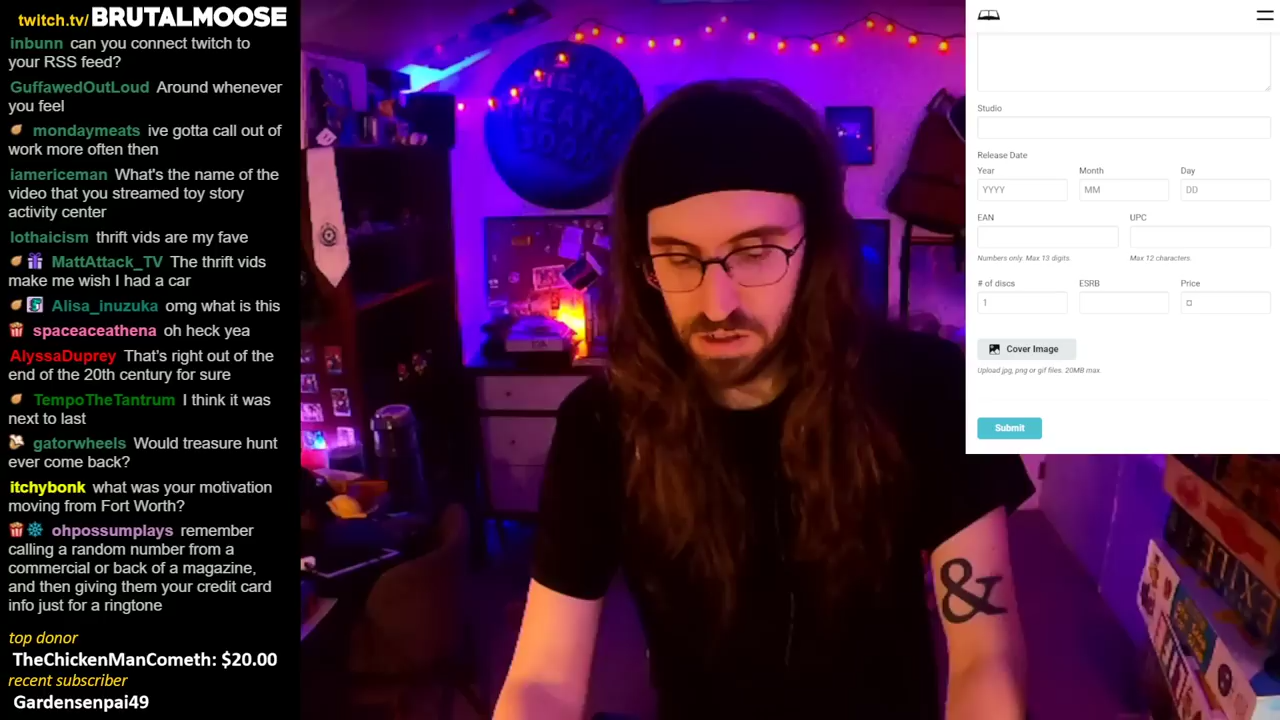 twitch.tv/BRUTALMOOSE
inbunn can you connect twitch to
your RSS feed?
GuffawedOutLoud Around whenever
you feel
mondaymeats ive gotta call out of
work more often then
iamericeman What's the name of the
video that you streamed toy story
activity center
lothaicism thrift vids are my fave
MattAttack_TV The thrift vids
make me wish I had a car
Alisa_inuzuka omg what is this
spaceaceathena oh heck yea
AlyssaDuprey That's right out of the
end of the 20th century for sure
TempoTheTantrum I think it was
next to last
gatorwheels Would treasure hunt
ever come back?
itchybonk what was your motivation
moving from Fort Worth?
ohpossumplays remember
calling a random number from a
commercial or back of a magazine,
and then giving them your credit card
info just for a ringtone
top donor
TheChickenManCometh: $20.00
recent subscriber
Gardensenpai49
&
Studio
Release Date
Year Month Day
YYYY MM DD
EAN UPC
Numbers only. Max 13 digits. Max 12 characters.
# of discs ESRB Price
1
Cover Image
Upload jpg, png or gif files. 20MB max.
Submit